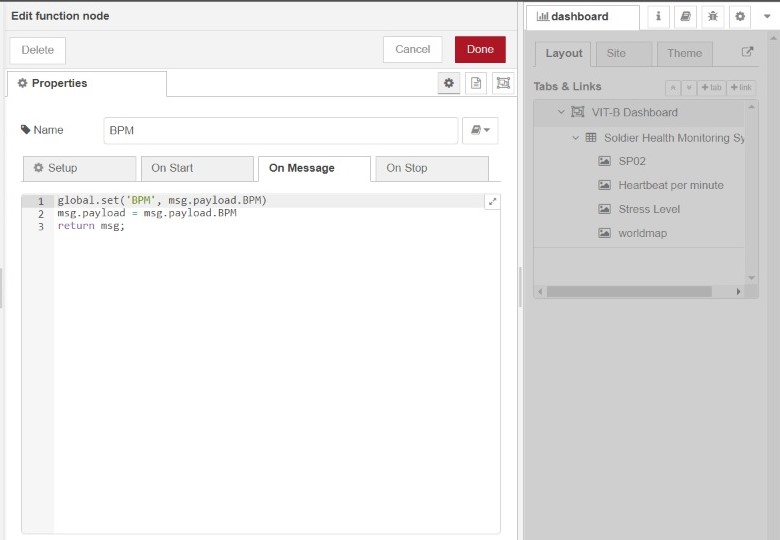 Edit function node
Delete
Cancel
Done
Properties
Name
BPM
Setup
On Start
On Message
On Stop
1 global.set('BPM', msg.payload.BPM)
2 msg.payload = msg.payload.BPM
3 return msg;
dashboard
i
Layout
Site
Theme
Tabs & Links
+ tab
+ link
VIT-B Dashboard
Soldier Health Monitoring Sy
SP02
Heartbeat per minute
Stress Level
worldmap